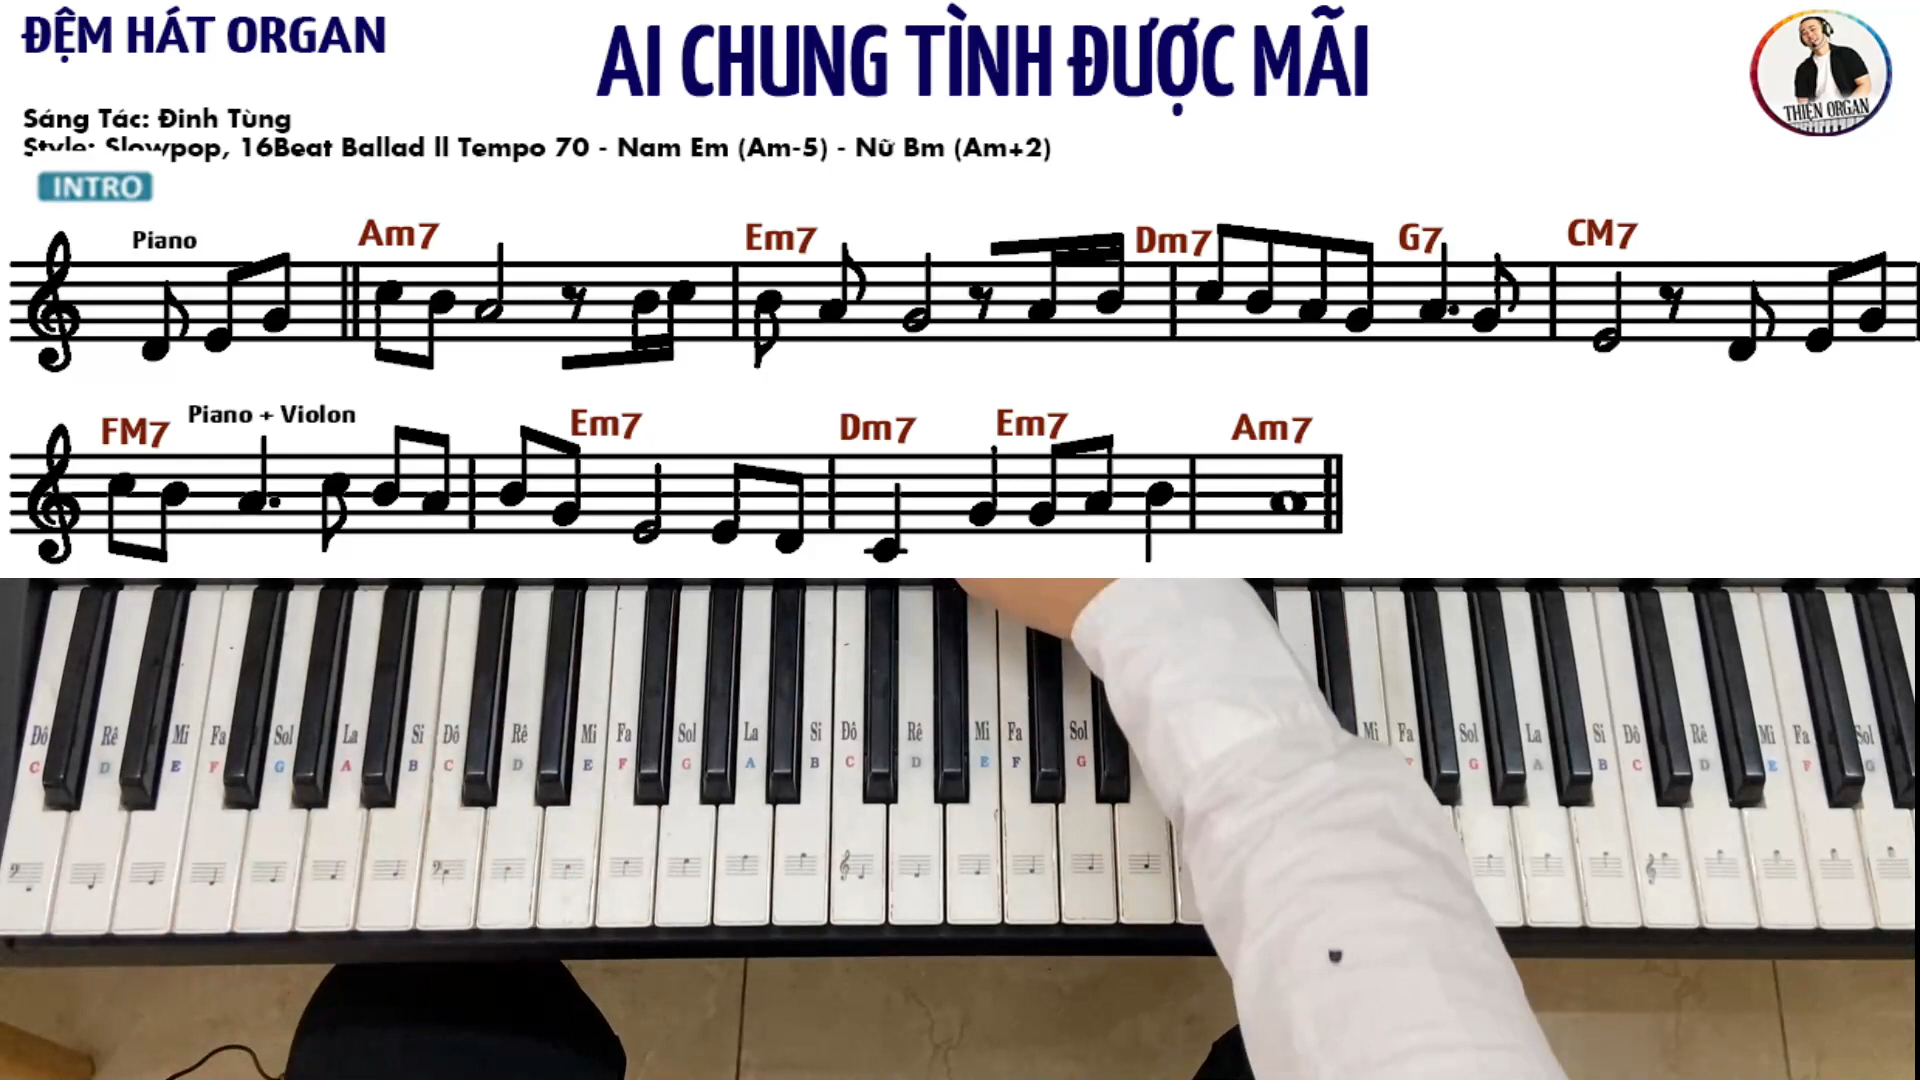 ĐỆM HÁT ORGAN
AI CHUNG TÌNH ĐƯỢC MÃI
THIỆN ORGAN
Sáng Tác: Đinh Tùng
Style: Slowpop, 16Beat Ballad ll Tempo 70 - Nam Em (Am-5) - Nữ Bm (Am+2)
INTRO
Piano Am7 Em7 Dm7 G7 CM7
FM7 Piano + Violon Em7 Dm7 Em7 Am7
Đô Rê Mi Fa Sol La Si Đô Rê Mi Fa Sol La Si Đô Rê Mi Fa Sol Mi Fa Sol La Si Đô Rê Mi Fa Sol
C D E F G A B C D E F G A B C D E F G F G A B C D E F G